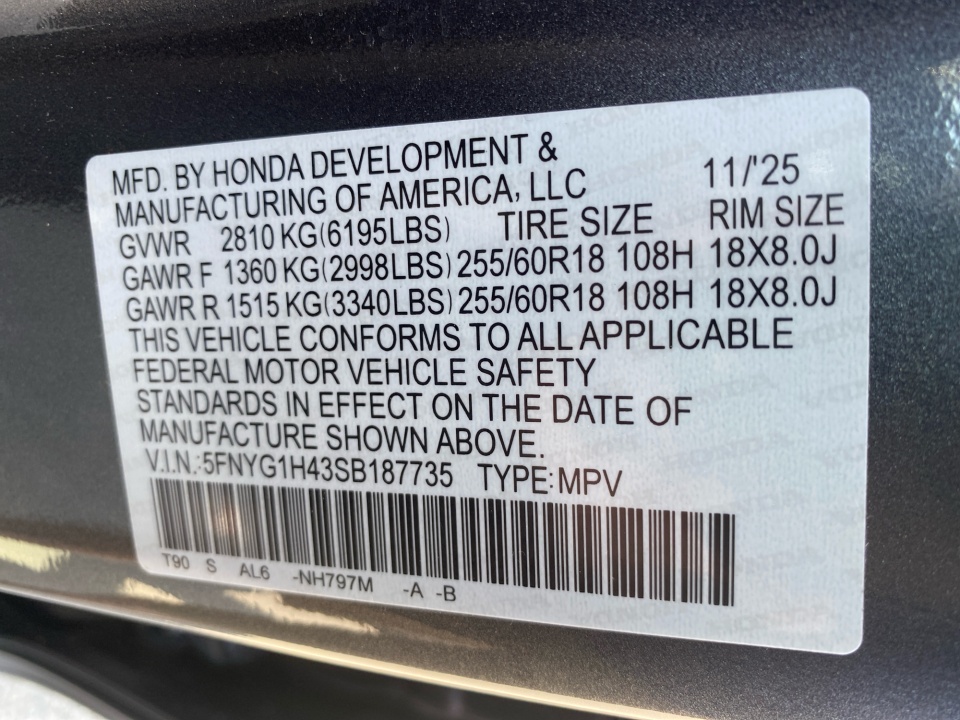 MFD. BY HONDA DEVELOPMENT &
MANUFACTURING OF AMERICA, LLC 11/'25
GVWR 2810 KG(6195LBS) TIRE SIZE RIM SIZE
GAWR F 1360 KG(2998LBS) 255/60R18 108H 18X8.0J
GAWR R 1515 KG(3340LBS) 255/60R18 108H 18X8.0J
THIS VEHICLE CONFORMS TO ALL APPLICABLE
FEDERAL MOTOR VEHICLE SAFETY
STANDARDS IN EFFECT ON THE DATE OF
MANUFACTURE SHOWN ABOVE.
V.I.N.:5FNYG1H43SB187735 TYPE:MPV
T90 S AL6 -NH797M -A -B